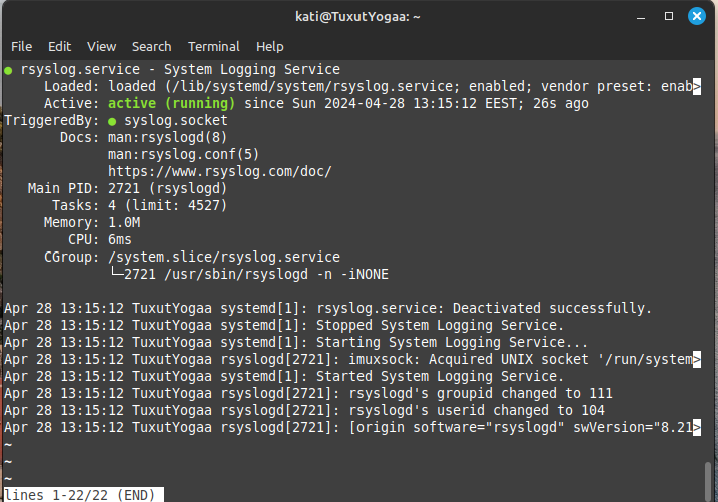 kati@TuxutYogaa: ~
File Edit View Search Terminal Help
● rsyslog.service - System Logging Service
     Loaded: loaded (/lib/systemd/system/rsyslog.service; enabled; vendor preset: enab>
     Active: active (running) since Sun 2024-04-28 13:15:12 EEST; 26s ago
TriggeredBy: ● syslog.socket
       Docs: man:rsyslogd(8)
             man:rsyslog.conf(5)
             https://www.rsyslog.com/doc/
   Main PID: 2721 (rsyslogd)
      Tasks: 4 (limit: 4527)
     Memory: 1.0M
        CPU: 6ms
     CGroup: /system.slice/rsyslog.service
             └─2721 /usr/sbin/rsyslogd -n -iNONE
Apr 28 13:15:12 TuxutYogaa systemd[1]: rsyslog.service: Deactivated successfully.
Apr 28 13:15:12 TuxutYogaa systemd[1]: Stopped System Logging Service.
Apr 28 13:15:12 TuxutYogaa systemd[1]: Starting System Logging Service...
Apr 28 13:15:12 TuxutYogaa rsyslogd[2721]: imuxsock: Acquired UNIX socket '/run/system>
Apr 28 13:15:12 TuxutYogaa systemd[1]: Started System Logging Service.
Apr 28 13:15:12 TuxutYogaa rsyslogd[2721]: rsyslogd's groupid changed to 111
Apr 28 13:15:12 TuxutYogaa rsyslogd[2721]: rsyslogd's userid changed to 104
Apr 28 13:15:12 TuxutYogaa rsyslogd[2721]: [origin software="rsyslogd" swVersion="8.21>
~
~
~
lines 1-22/22 (END)